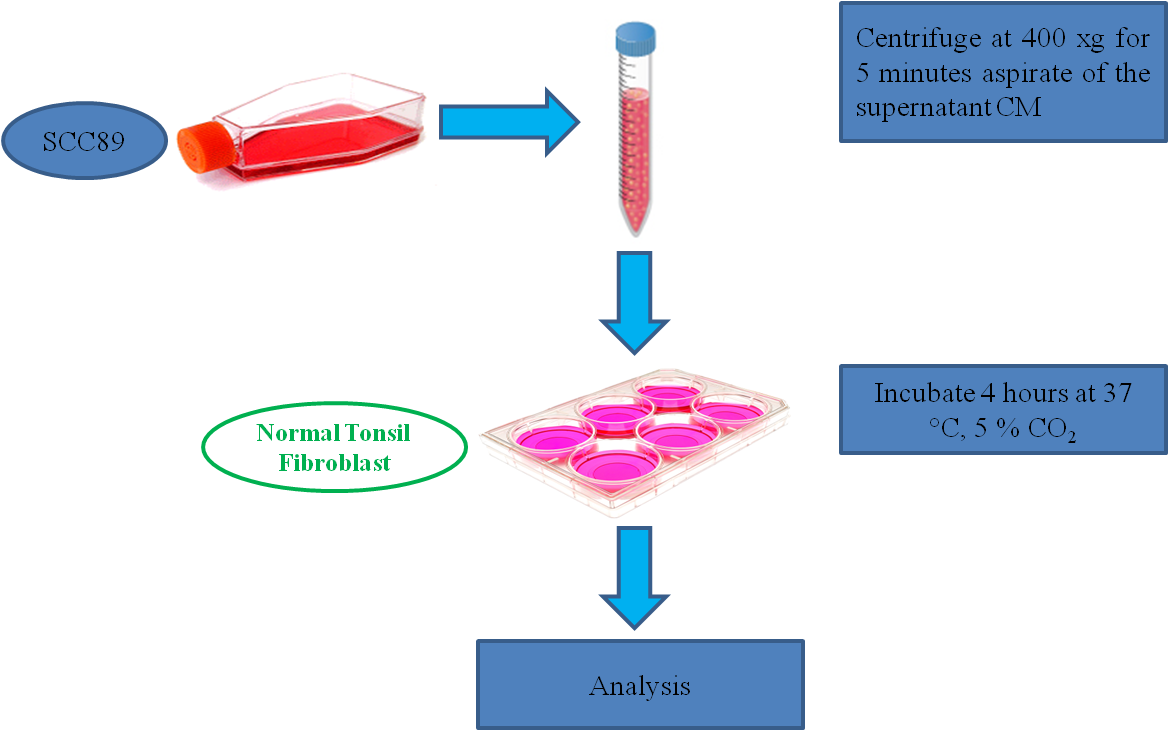 Centrifuge at 400 xg for
5 minutes aspirate of the
supernatant CM
SCC89
Incubate 4 hours at 37
°C, 5 % CO₂
Normal Tonsil
Fibroblast
Analysis